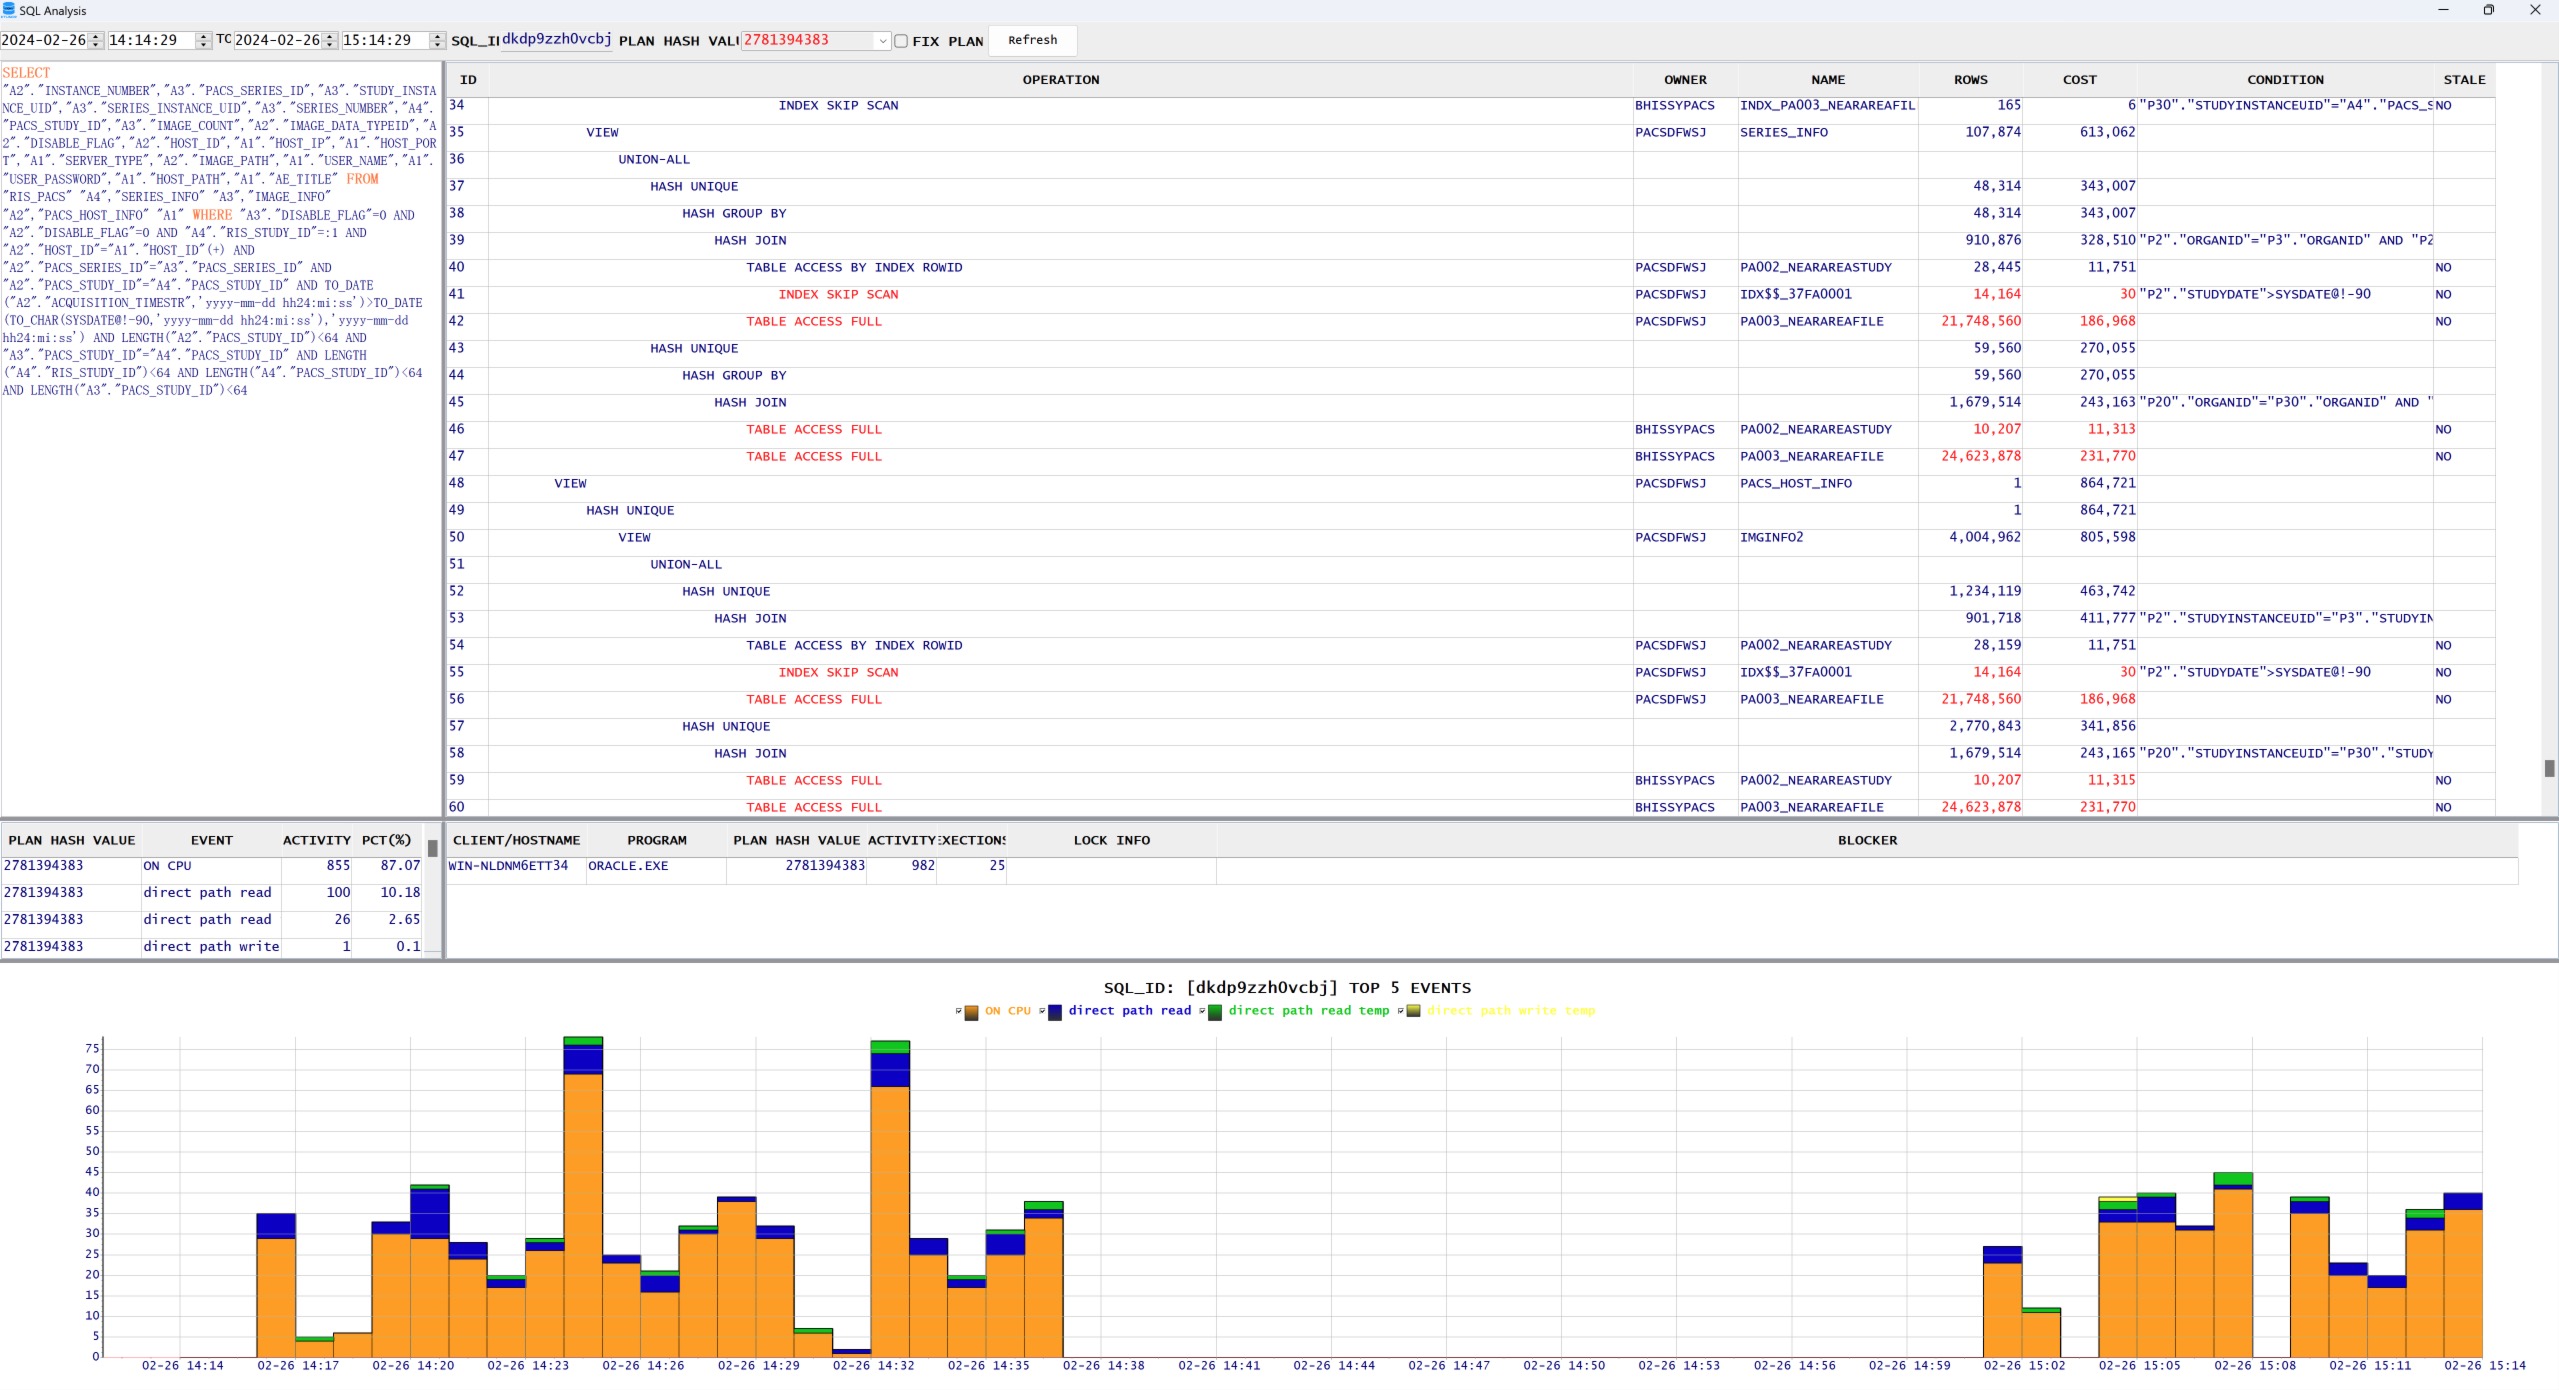 SQL Analysis
2024-02-26 14:14:29 TO 2024-02-26 15:14:29 SQL_ID dkdp9zzh0vcbj PLAN HASH VALU 2781394383 FIX PLAN Refresh
SELECT
"A2"."INSTANCE_NUMBER","A3"."PACS_SERIES_ID","A3"."STUDY_INSTA
NCE_UID","A3"."SERIES_INSTANCE_UID","A3"."SERIES_NUMBER","A4".
"PACS_STUDY_ID","A3"."IMAGE_COUNT","A2"."IMAGE_DATA_TYPEID","A
2"."DISABLE_FLAG","A2"."HOST_ID","A1"."HOST_IP","A1"."HOST_POR
T","A1"."SERVER_TYPE","A2"."IMAGE_PATH","A1"."USER_NAME","A1".
"USER_PASSWORD","A1"."HOST_PATH","A1"."AE_TITLE" FROM
"RIS_PACS" "A4","SERIES_INFO" "A3","IMAGE_INFO"
"A2","PACS_HOST_INFO" "A1" WHERE "A3"."DISABLE_FLAG"=0 AND
"A2"."DISABLE_FLAG"=0 AND "A4"."RIS_STUDY_ID"=:1 AND
"A2"."HOST_ID"="A1"."HOST_ID"(+) AND
"A2"."PACS_SERIES_ID"="A3"."PACS_SERIES_ID" AND
"A2"."PACS_STUDY_ID"="A4"."PACS_STUDY_ID" AND TO_DATE
("A2"."ACQUISITION_TIMESTR",'yyyy-mm-dd hh24:mi:ss')>TO_DATE
(TO_CHAR(SYSDATE@!-90,'yyyy-mm-dd hh24:mi:ss'),'yyyy-mm-dd
hh24:mi:ss') AND LENGTH("A2"."PACS_STUDY_ID")<64 AND
"A3"."PACS_STUDY_ID"="A4"."PACS_STUDY_ID" AND LENGTH
("A4"."RIS_STUDY_ID")<64 AND LENGTH("A4"."PACS_STUDY_ID")<64
AND LENGTH("A3"."PACS_STUDY_ID")<64
ID OPERATION OWNER NAME ROWS COST CONDITION STALE
34 INDEX SKIP SCAN BHISSYPACS INDX_PA003_NEARAREAFIL 165 6 "P30"."STUDYINSTANCEUID"="A4"."PACS_S NO
35 VIEW PACSDFWSJ SERIES_INFO 107,874 613,062
36 UNION-ALL
37 HASH UNIQUE 48,314 343,007
38 HASH GROUP BY 48,314 343,007
39 HASH JOIN 910,876 328,510 "P2"."ORGANID"="P3"."ORGANID" AND "P2
40 TABLE ACCESS BY INDEX ROWID PACSDFWSJ PA002_NEARAREASTUDY 28,445 11,751 NO
41 INDEX SKIP SCAN PACSDFWSJ IDX$$_37FA0001 14,164 30 "P2"."STUDYDATE">SYSDATE@!-90 NO
42 TABLE ACCESS FULL PACSDFWSJ PA003_NEARAREAFILE 21,748,560 186,968 NO
43 HASH UNIQUE 59,560 270,055
44 HASH GROUP BY 59,560 270,055
45 HASH JOIN 1,679,514 243,163 "P20"."ORGANID"="P30"."ORGANID" AND "
46 TABLE ACCESS FULL BHISSYPACS PA002_NEARAREASTUDY 10,207 11,313 NO
47 TABLE ACCESS FULL BHISSYPACS PA003_NEARAREAFILE 24,623,878 231,770 NO
48 VIEW PACSDFWSJ PACS_HOST_INFO 1 864,721
49 HASH UNIQUE 1 864,721
50 VIEW PACSDFWSJ IMGINFO2 4,004,962 805,598
51 UNION-ALL
52 HASH UNIQUE 1,234,119 463,742
53 HASH JOIN 901,718 411,777 "P2"."STUDYINSTANCEUID"="P3"."STUDYIN
54 TABLE ACCESS BY INDEX ROWID PACSDFWSJ PA002_NEARAREASTUDY 28,159 11,751 NO
55 INDEX SKIP SCAN PACSDFWSJ IDX$$_37FA0001 14,164 30 "P2"."STUDYDATE">SYSDATE@!-90 NO
56 TABLE ACCESS FULL PACSDFWSJ PA003_NEARAREAFILE 21,748,560 186,968 NO
57 HASH UNIQUE 2,770,843 341,856
58 HASH JOIN 1,679,514 243,165 "P20"."STUDYINSTANCEUID"="P30"."STUDY
59 TABLE ACCESS FULL BHISSYPACS PA002_NEARAREASTUDY 10,207 11,315 NO
60 TABLE ACCESS FULL BHISSYPACS PA003_NEARAREAFILE 24,623,878 231,770 NO
PLAN HASH VALUE EVENT ACTIVITY PCT(%)
2781394383 ON CPU 855 87.07
2781394383 direct path read 100 10.18
2781394383 direct path read 26 2.65
2781394383 direct path write 1 0.1
CLIENT/HOSTNAME PROGRAM PLAN HASH VALUE ACTIVITY EXECTIONS LOCK INFO BLOCKER
WIN-NLDNM6ETT34 ORACLE.EXE 2781394383 982 25
SQL_ID: [dkdp9zzh0vcbj] TOP 5 EVENTS
ON CPU direct path read direct path read temp direct path write temp
75
70
65
60
55
50
45
40
35
30
25
20
15
10
5
0
02-26 14:14 02-26 14:17 02-26 14:20 02-26 14:23 02-26 14:26 02-26 14:29 02-26 14:32 02-26 14:35 02-26 14:38 02-26 14:41 02-26 14:44 02-26 14:47 02-26 14:50 02-26 14:53 02-26 14:56 02-26 14:59 02-26 15:02 02-26 15:05 02-26 15:08 02-26 15:11 02-26 15:14